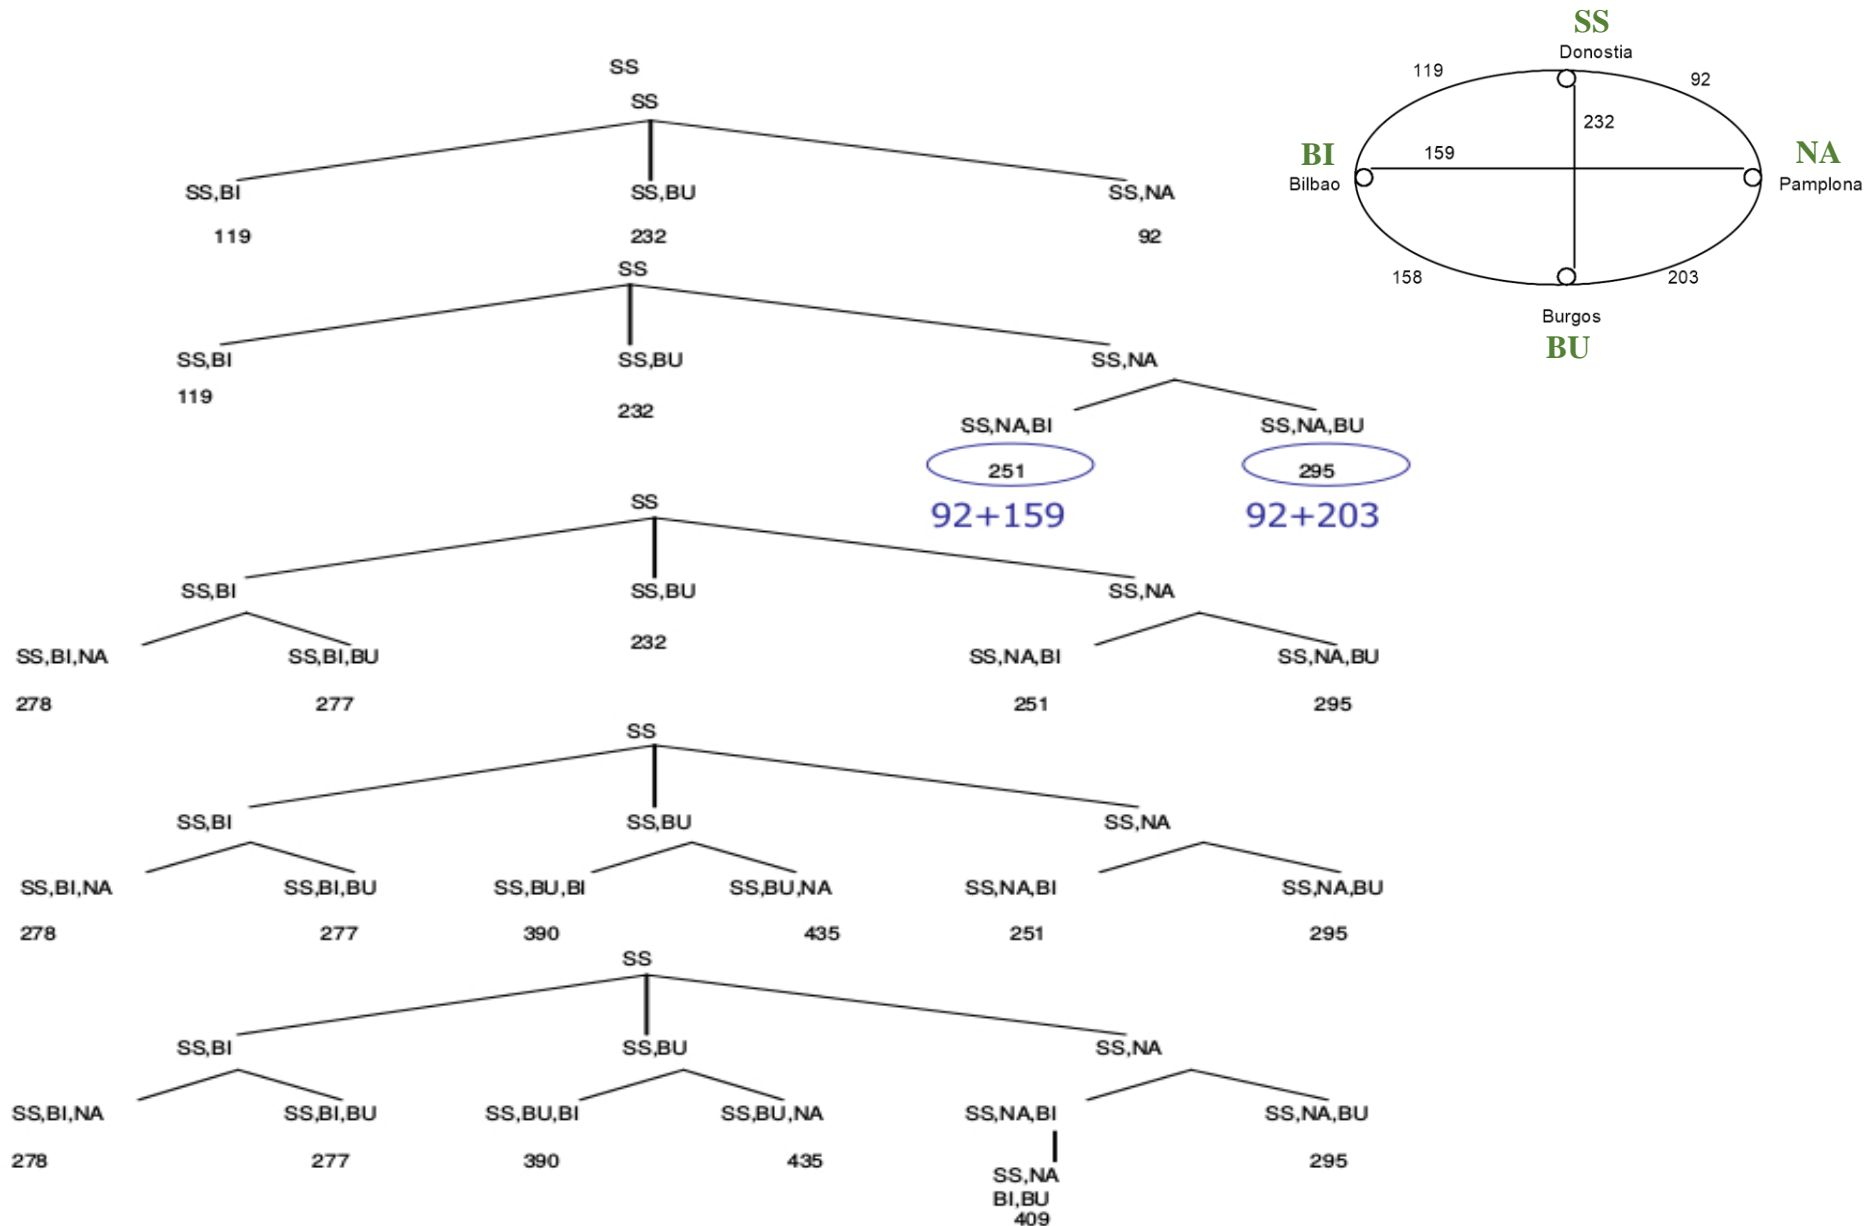 SS
Donostia
119
92
232
BI
159
NA
Bilbao
Pamplona
158
203
Burgos
BU
SS
SS
SS,BI
SS,BU
SS,NA
119
232
92
SS
SS,BI
SS,BU
SS,NA
119
232
SS,NA,BI
SS,NA,BU
251
295
92+159
92+203
SS
SS,BI
SS,BU
SS,NA
232
SS,BI,NA
SS,BI,BU
SS,NA,BI
SS,NA,BU
278
277
251
295
SS
SS,BI
SS,BU
SS,NA
SS,BI,NA
SS,BI,BU
SS,BU,BI
SS,BU,NA
SS,NA,BI
SS,NA,BU
278
277
390
435
251
295
SS
SS,BI
SS,BU
SS,NA
SS,BI,NA
SS,BI,BU
SS,BU,BI
SS,BU,NA
SS,NA,BI
SS,NA,BU
278
277
390
435
295
SS,NA
BI,BU
409